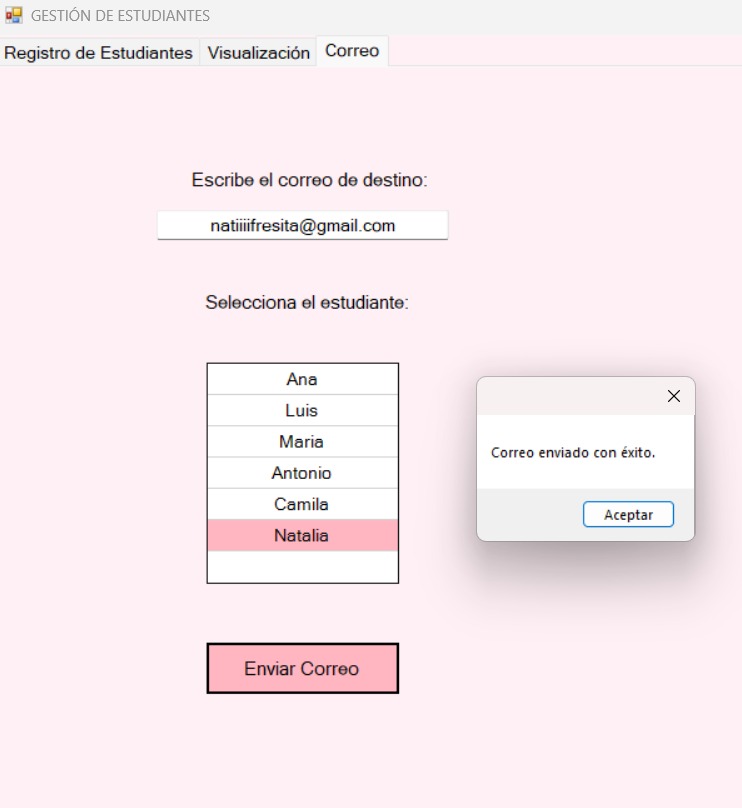 GESTIÓN DE ESTUDIANTES
Registro de Estudiantes Visualización Correo
Escribe el correo de destino:
natiiiifresita@gmail.com
Selecciona el estudiante:
Ana
Luis
Maria
Antonio
Camila
Natalia
Correo enviado con éxito.
Aceptar
Enviar Correo